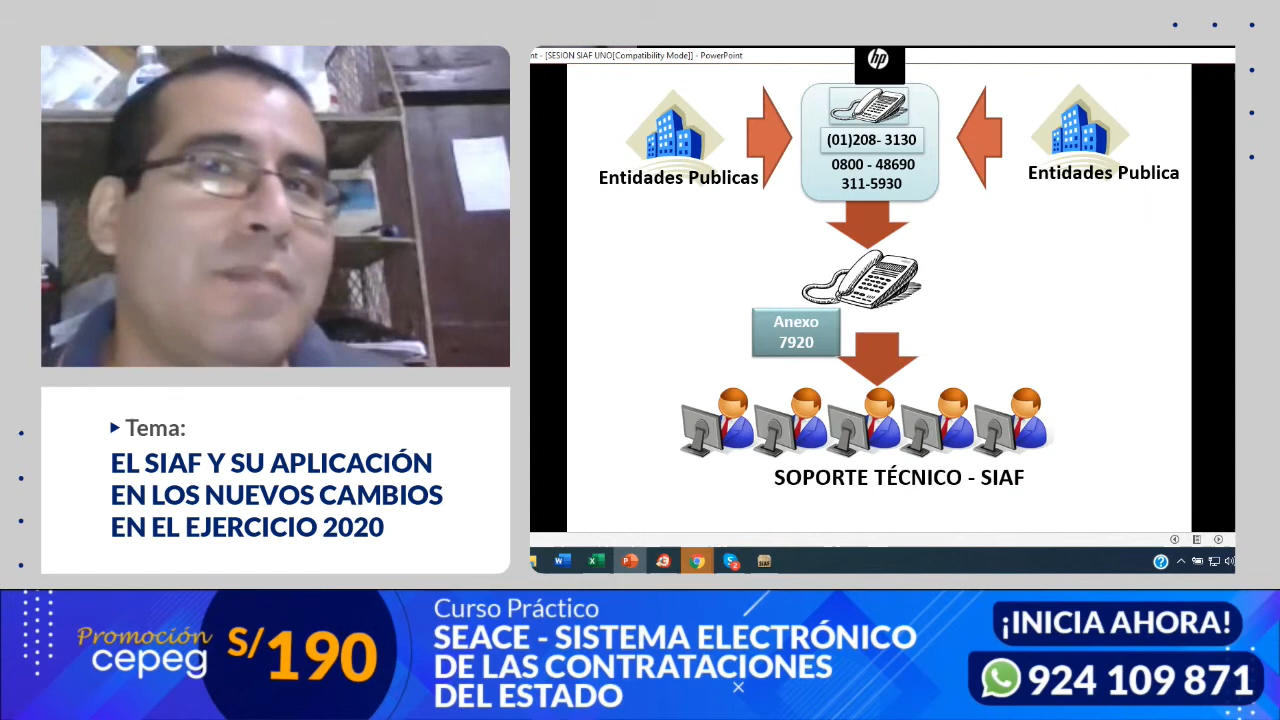 nt - [SESION SIAF UNO[Compatibility Mode]] - PowerPoint
hp
(01)208- 3130
0800 - 48690
311-5930
Entidades Publicas
Entidades Publica
Anexo
7920
SOPORTE TÉCNICO - SIAF
Tema:
EL SIAF Y SU APLICACIÓN
EN LOS NUEVOS CAMBIOS
EN EL EJERCICIO 2020
Promoción
cepeg
S/190
Curso Práctico
SEACE - SISTEMA ELECTRÓNICO
DE LAS CONTRATACIONES
DEL ESTADO
¡INICIA AHORA!
924 109 871